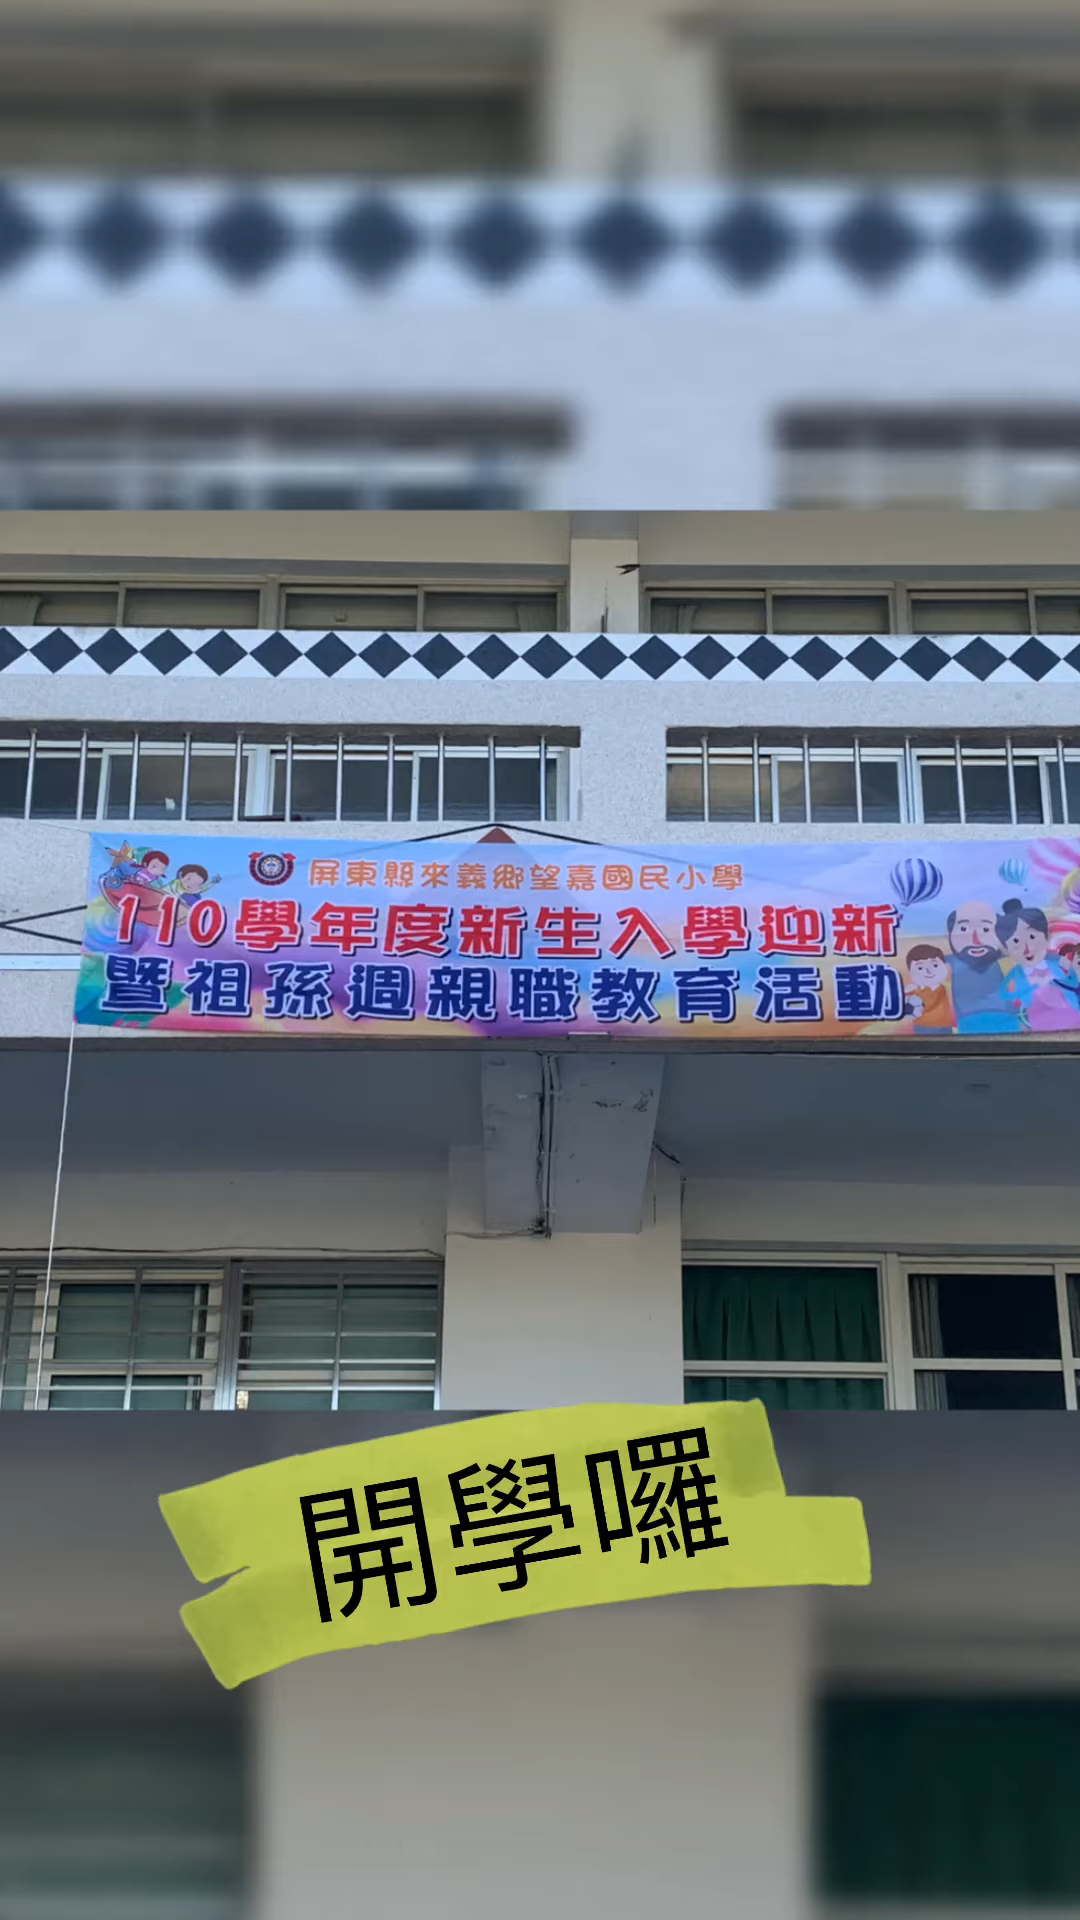 屏東縣來義鄉望嘉國民小學
110學年度新生入學迎新
暨祖孫週親職教育活動
開學囉